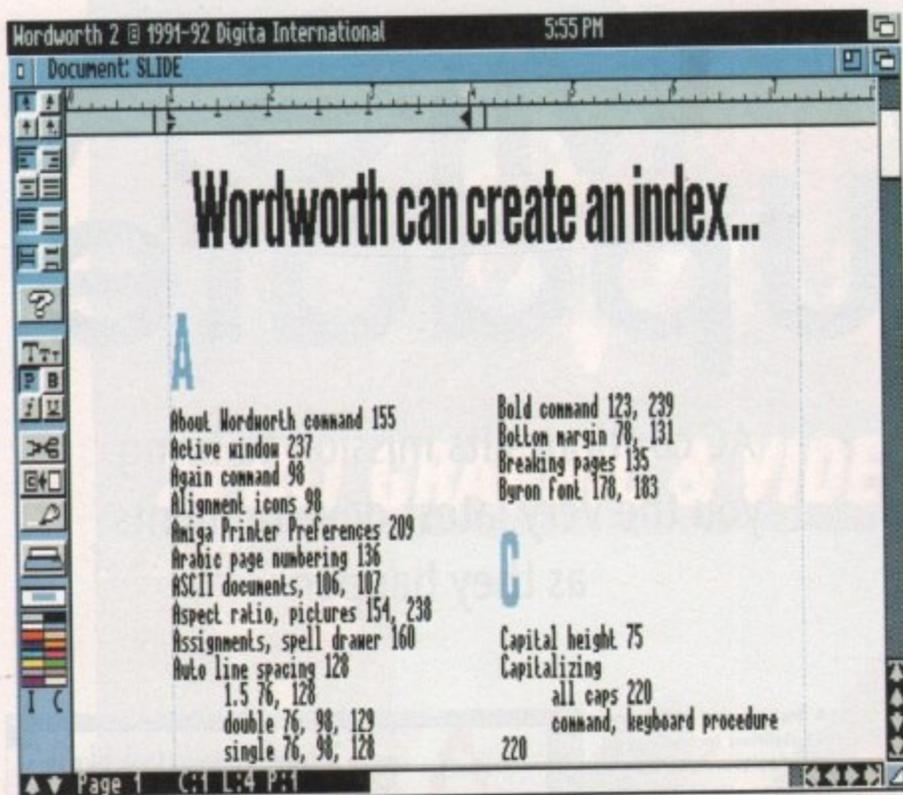 Wordworth 2 © 1991-92 Digita International 5:55 PM
Document: SLIDE
Wordworth can create an index...
A
About Wordworth command 155
Active window 237
Again command 98
Alignment icons 98
Amiga Printer Preferences 209
Arabic page numbering 136
ASCII documents, 106, 107
Aspect ratio, pictures 154, 238
Assignments, spell drawer 160
Auto line spacing 128
1.5 76, 128
double 76, 98, 129
single 76, 98, 128
Bold command 123, 239
Bottom margin 78, 131
Breaking pages 135
Byron font 178, 183
C
Capital height 75
Capitalizing
all caps 220
command, keyboard procedure
220
I C
Page 1 C:1 L:4 P:1